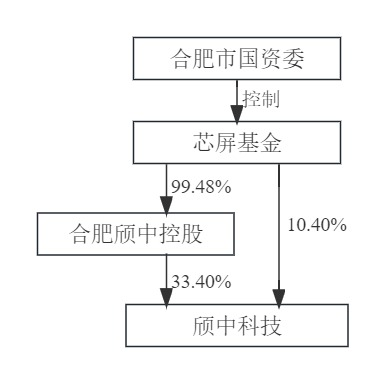 合肥市国资委
控制
芯屏基金
99.48%
合肥颀中控股
10.40%
33.40%
颀中科技